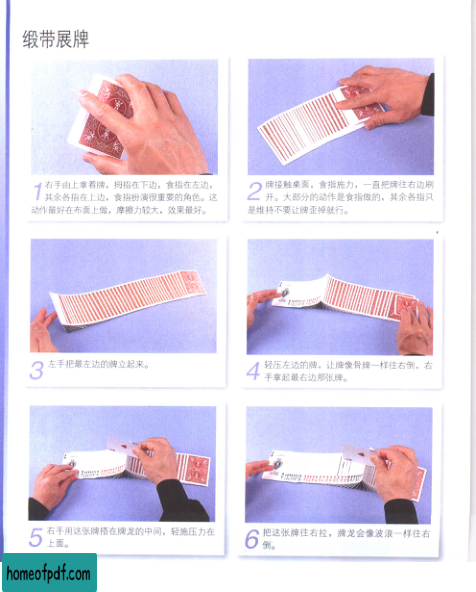 缎带展牌
1 右手由上拿着牌，拇指在下边，食指在左边，
其余各指在上边，食指扮演很重要的角色。这
动作最好在布面上做，摩擦力较大，效果最好。
2 牌接触桌面，食指施力，一直把牌往右边刷
开。大部分的动作是食指做的，其余各指只
是维持不要让牌歪掉就行。
3 左手把最左边的牌立起来。
4 轻压左边的牌，让牌像骨牌一样往右倒，右
手拿起最右边那张牌。
5 右手用这张牌搭在牌龙的中间，轻施压力在
上面。
6 把这张牌往右拉，牌龙会像波浪一样往右
倒。
homeofpdf.com